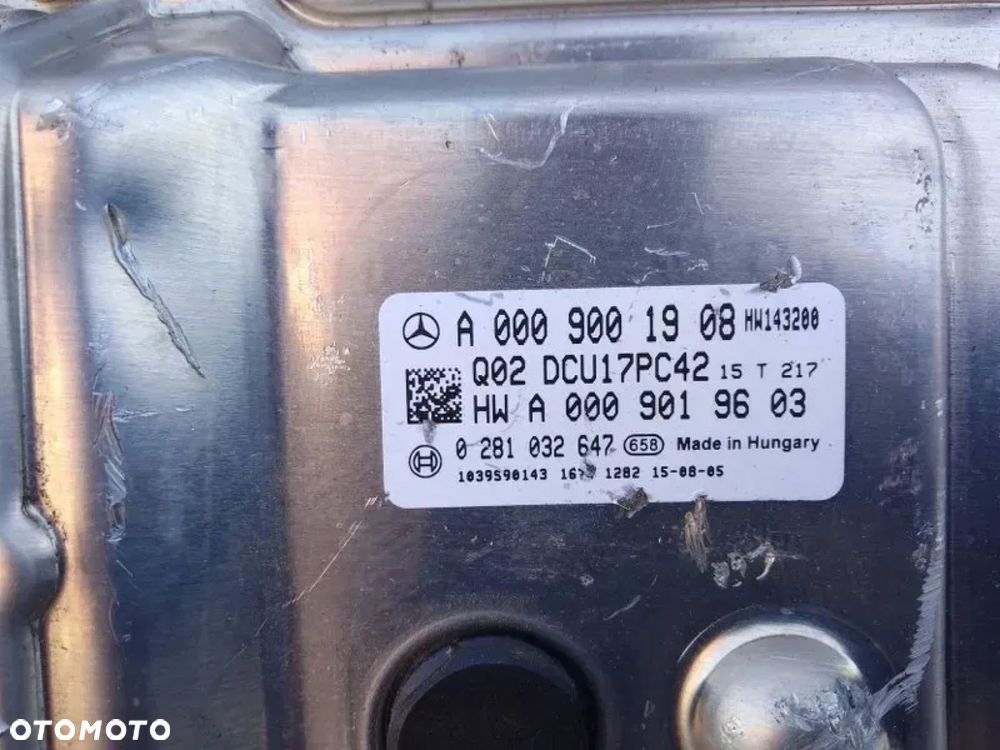 A 000 900 19 08 HW143200
Q02 DCU17PC42 15 T 217
HW A 000 901 96 03
0 281 032 647 658 Made in Hungary
1039S90143 1282 15-08-05
OTOMOTO